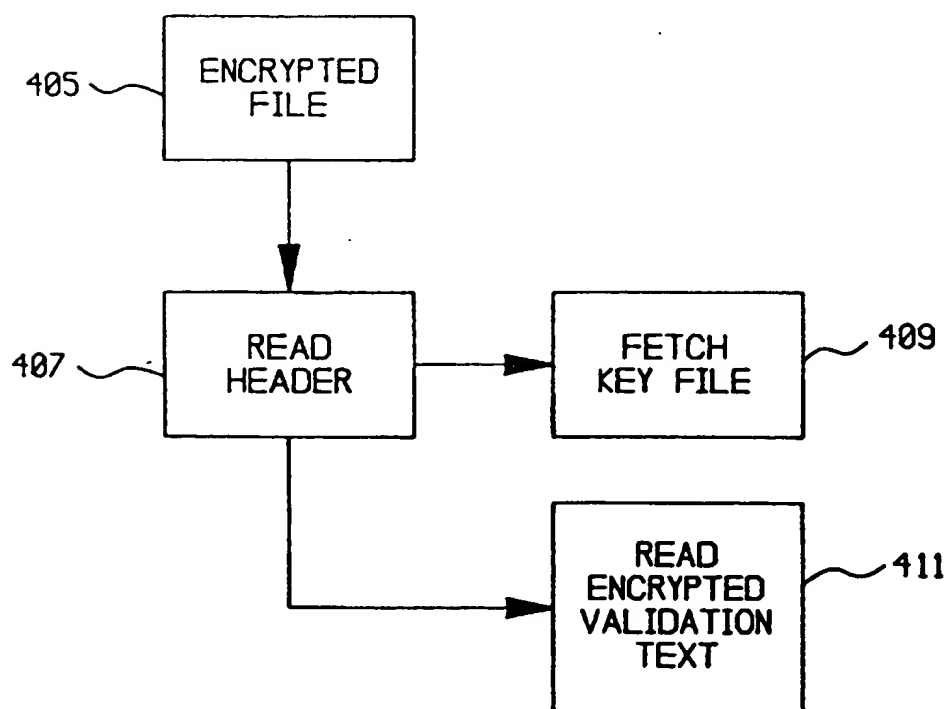 405
ENCRYPTED
FILE
407
READ
HEADER
FETCH
KEY FILE
409
READ
ENCRYPTED
VALIDATION
TEXT
411